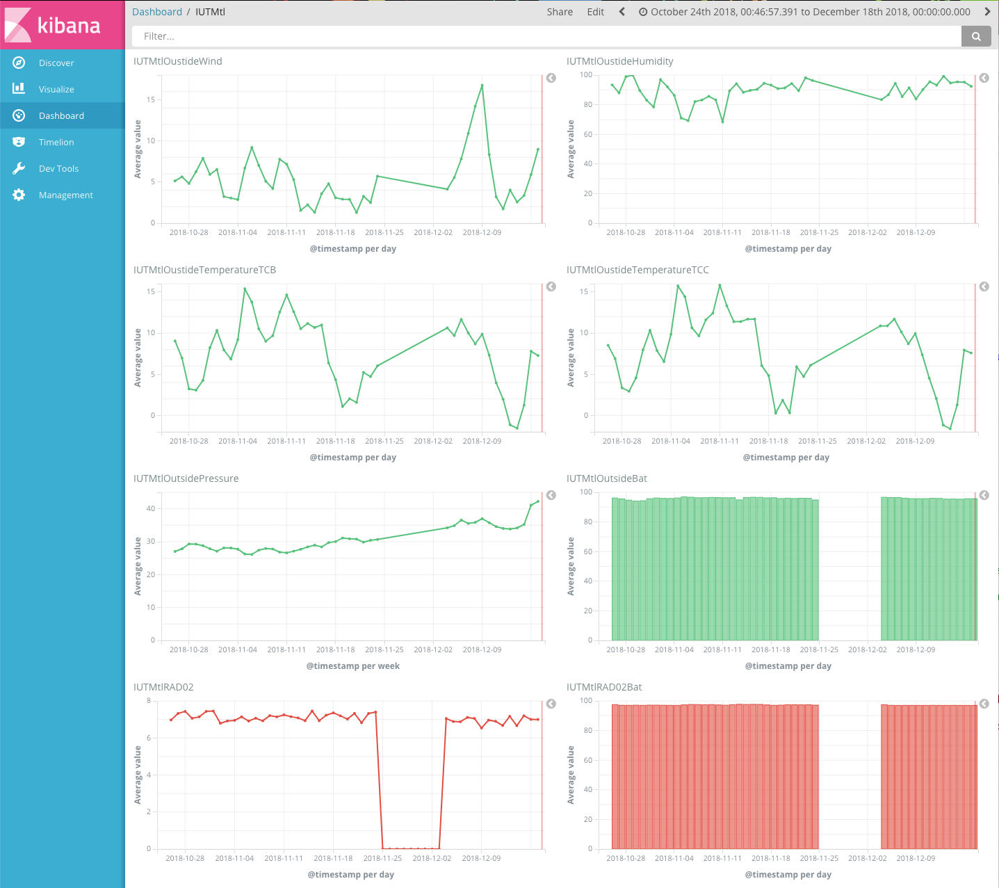 kibana
Discover
Visualize
Dashboard
Timelion
Dev Tools
Management
Dashboard / IUTMtl
Share Edit October 24th 2018, 00:46:57.391 to December 18th 2018, 00:00:00.000
Filter...
IUTMtlOustideWind
Average value
15
10
5
0
2018-10-28 2018-11-04 2018-11-11 2018-11-18 2018-11-25 2018-12-02 2018-12-09
@timestamp per day
IUTMtlOustideHumidity
Average value
100
80
60
40
20
0
2018-10-28 2018-11-04 2018-11-11 2018-11-18 2018-11-25 2018-12-02 2018-12-09
@timestamp per day
IUTMtlOustideTemperatureTCB
Average value
15
10
5
0
2018-10-28 2018-11-04 2018-11-11 2018-11-18 2018-11-25 2018-12-02 2018-12-09
@timestamp per day
IUTMtlOustideTemperatureTCC
Average value
15
10
5
0
2018-10-28 2018-11-04 2018-11-11 2018-11-18 2018-11-25 2018-12-02 2018-12-09
@timestamp per day
IUTMtlOutsidePressure
Average value
40
30
20
10
0
2018-10-28 2018-11-04 2018-11-11 2018-11-18 2018-11-25 2018-12-02 2018-12-09
@timestamp per week
IUTMtlOutsideBat
Average value
100
80
60
40
20
0
2018-10-28 2018-11-04 2018-11-11 2018-11-18 2018-11-25 2018-12-02 2018-12-09
@timestamp per day
IUTMtlRAD02
Average value
8
6
4
2
0
2018-10-28 2018-11-04 2018-11-11 2018-11-18 2018-11-25 2018-12-02 2018-12-09
@timestamp per day
IUTMtlRAD02Bat
Average value
100
80
60
40
20
0
2018-10-28 2018-11-04 2018-11-11 2018-11-18 2018-11-25 2018-12-02 2018-12-09
@timestamp per day